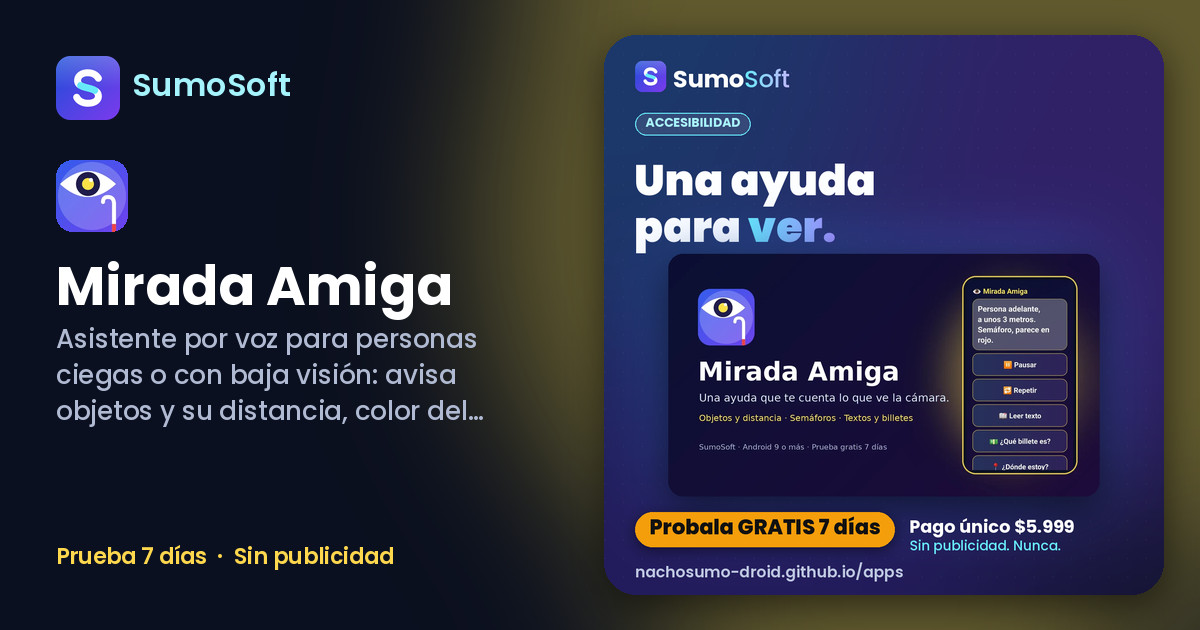 SumoSoft
Mirada Amiga
Asistente por voz para personas
ciegas o con baja visión: avisa
objetos y su distancia, color del...
Prueba 7 días · Sin publicidad
SumoSoft
ACCESIBILIDAD
Una ayuda
para ver.
Mirada Amiga
Una ayuda que te cuenta lo que ve la cámara.
Objetos y distancia · Semáforos · Textos y billetes
SumoSoft · Android 9 o más · Prueba gratis 7 días
Mirada Amiga
Persona adelante,
a unos 3 metros.
Semáforo, parece en
rojo.
Pausar
Repetir
Leer texto
¿Qué billete es?
¿Dónde estoy?
Probala GRATIS 7 días
Pago único $5.999
Sin publicidad. Nunca.
nachosumo-droid.github.io/apps